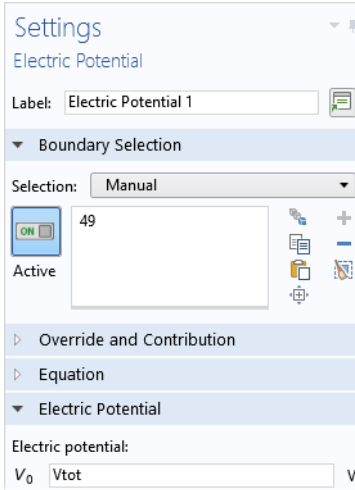 Settings
Electric Potential
Label: Electric Potential 1
Boundary Selection
Selection: Manual
ON
49
Active
Override and Contribution
Equation
Electric Potential
Electric potential:
V₀ Vtot V